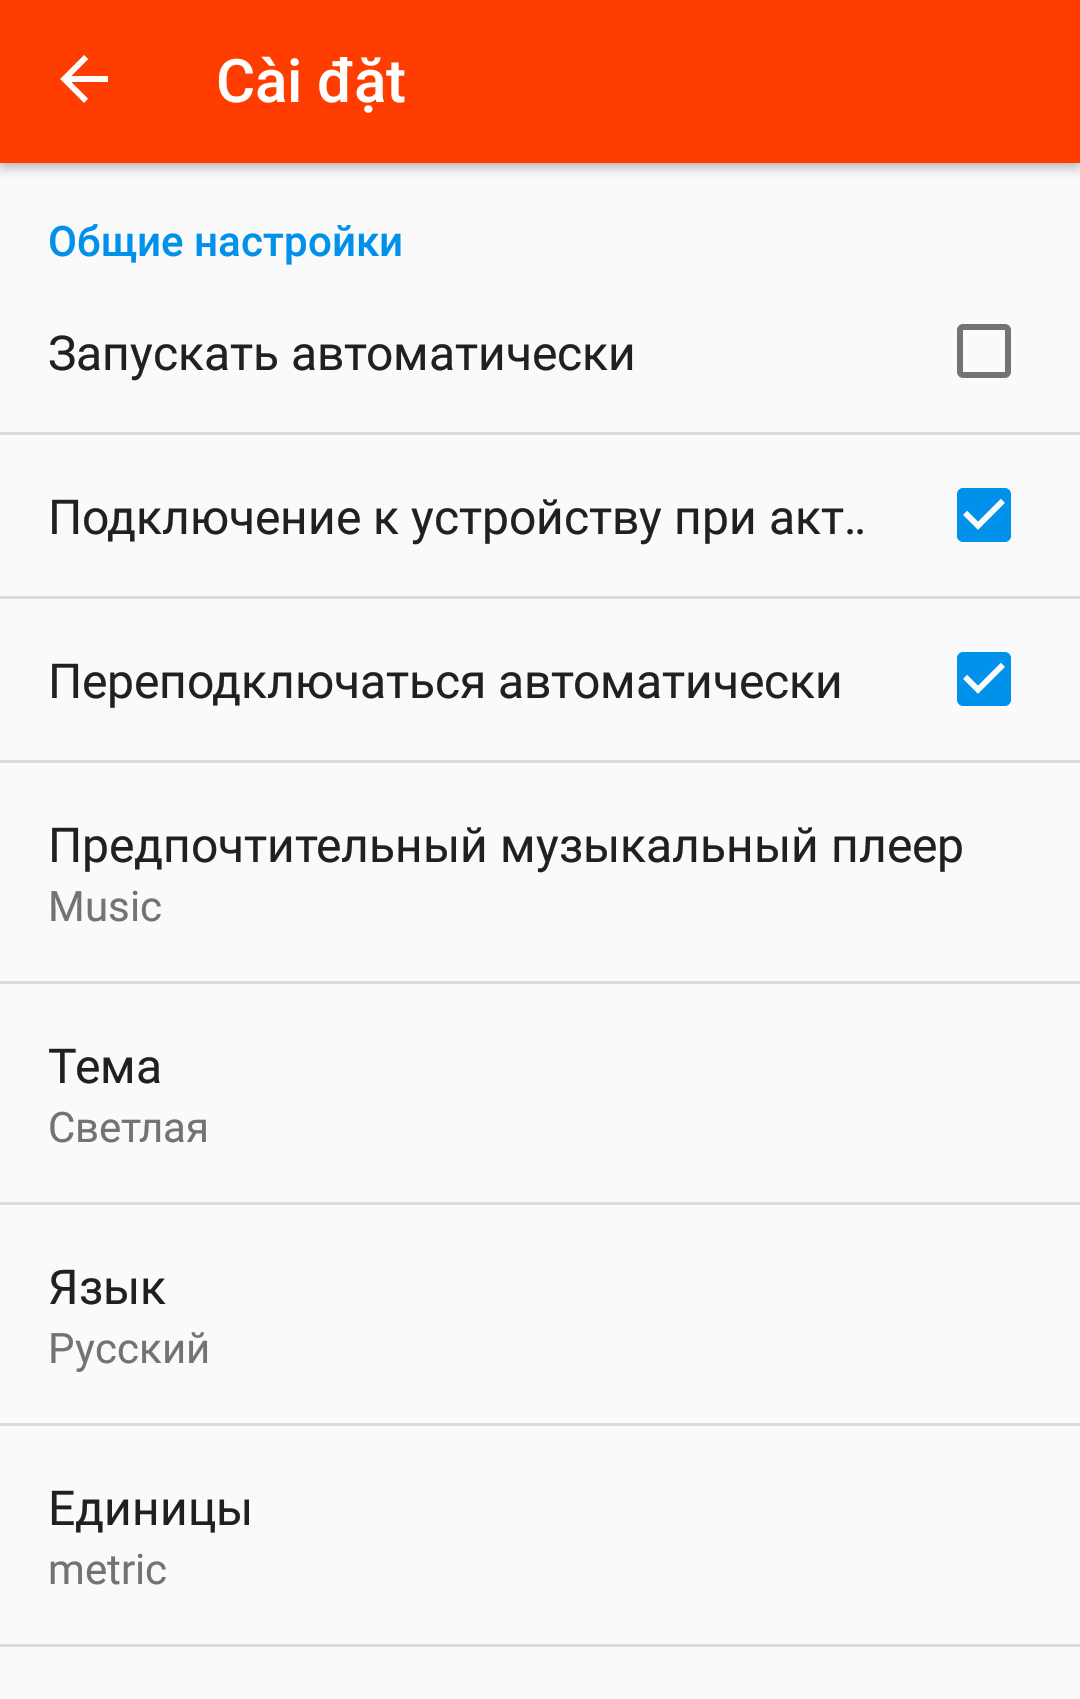 Cài đặt
Общие настройки
Запускать автоматически
Подключение к устройству при акт..
Переподключаться автоматически
Предпочтительный музыкальный плеер
Music
Тема
Светлая
Язык
Русский
Единицы
metric